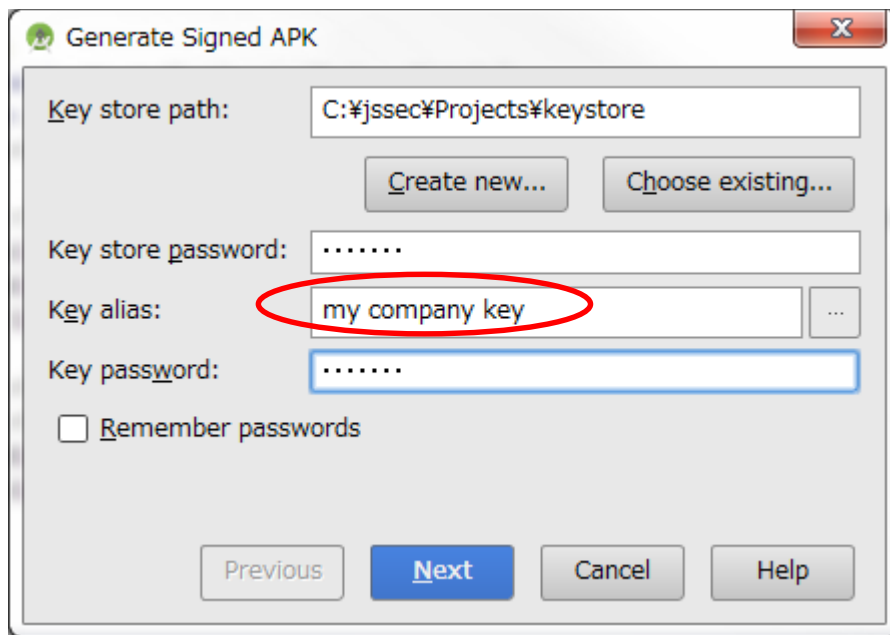 Generate Signed APK
Key store path: C:¥jssec¥Projects¥keystore
Create new... Choose existing...
Key store password: ·······
Key alias: my company key ...
Key password: ·······
Remember passwords
Previous Next Cancel Help